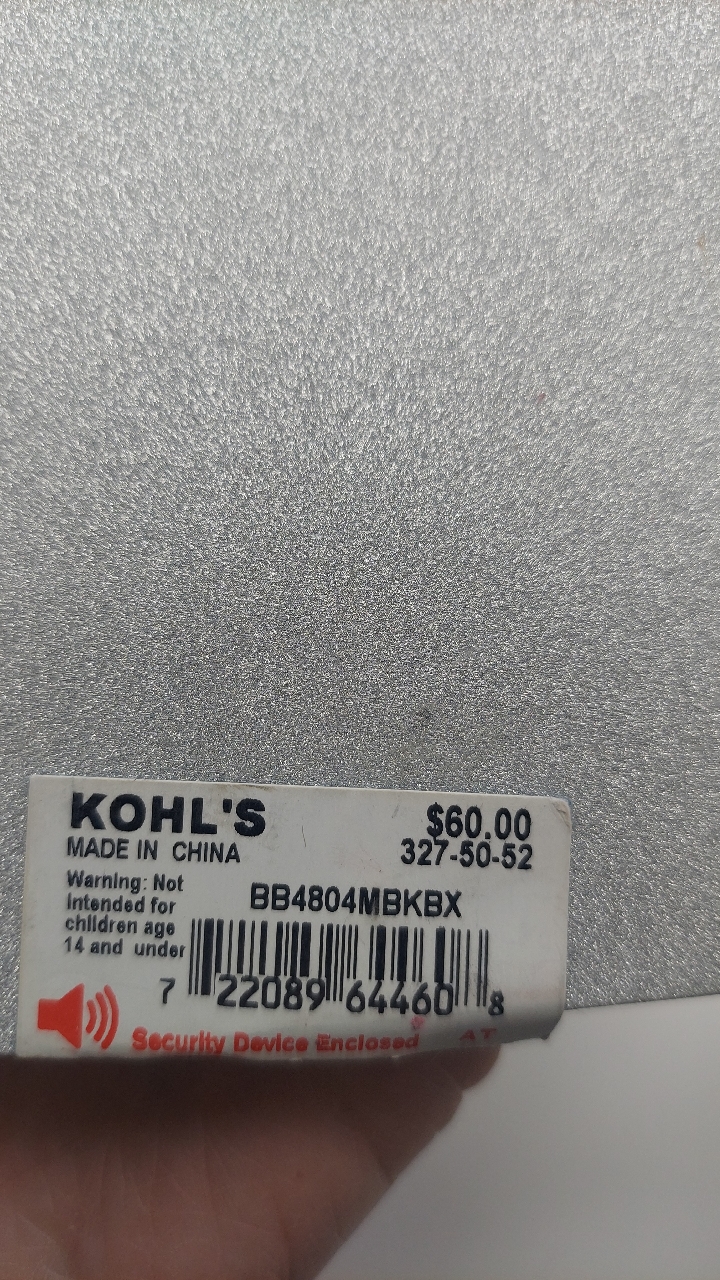 KOHL'S
$60.00
MADE IN CHINA
327-50-52
Warning: Not
Intended for
children age
14 and under
BB4804MBKBX
7 22089 64460 8
Security Device Enclosed AT